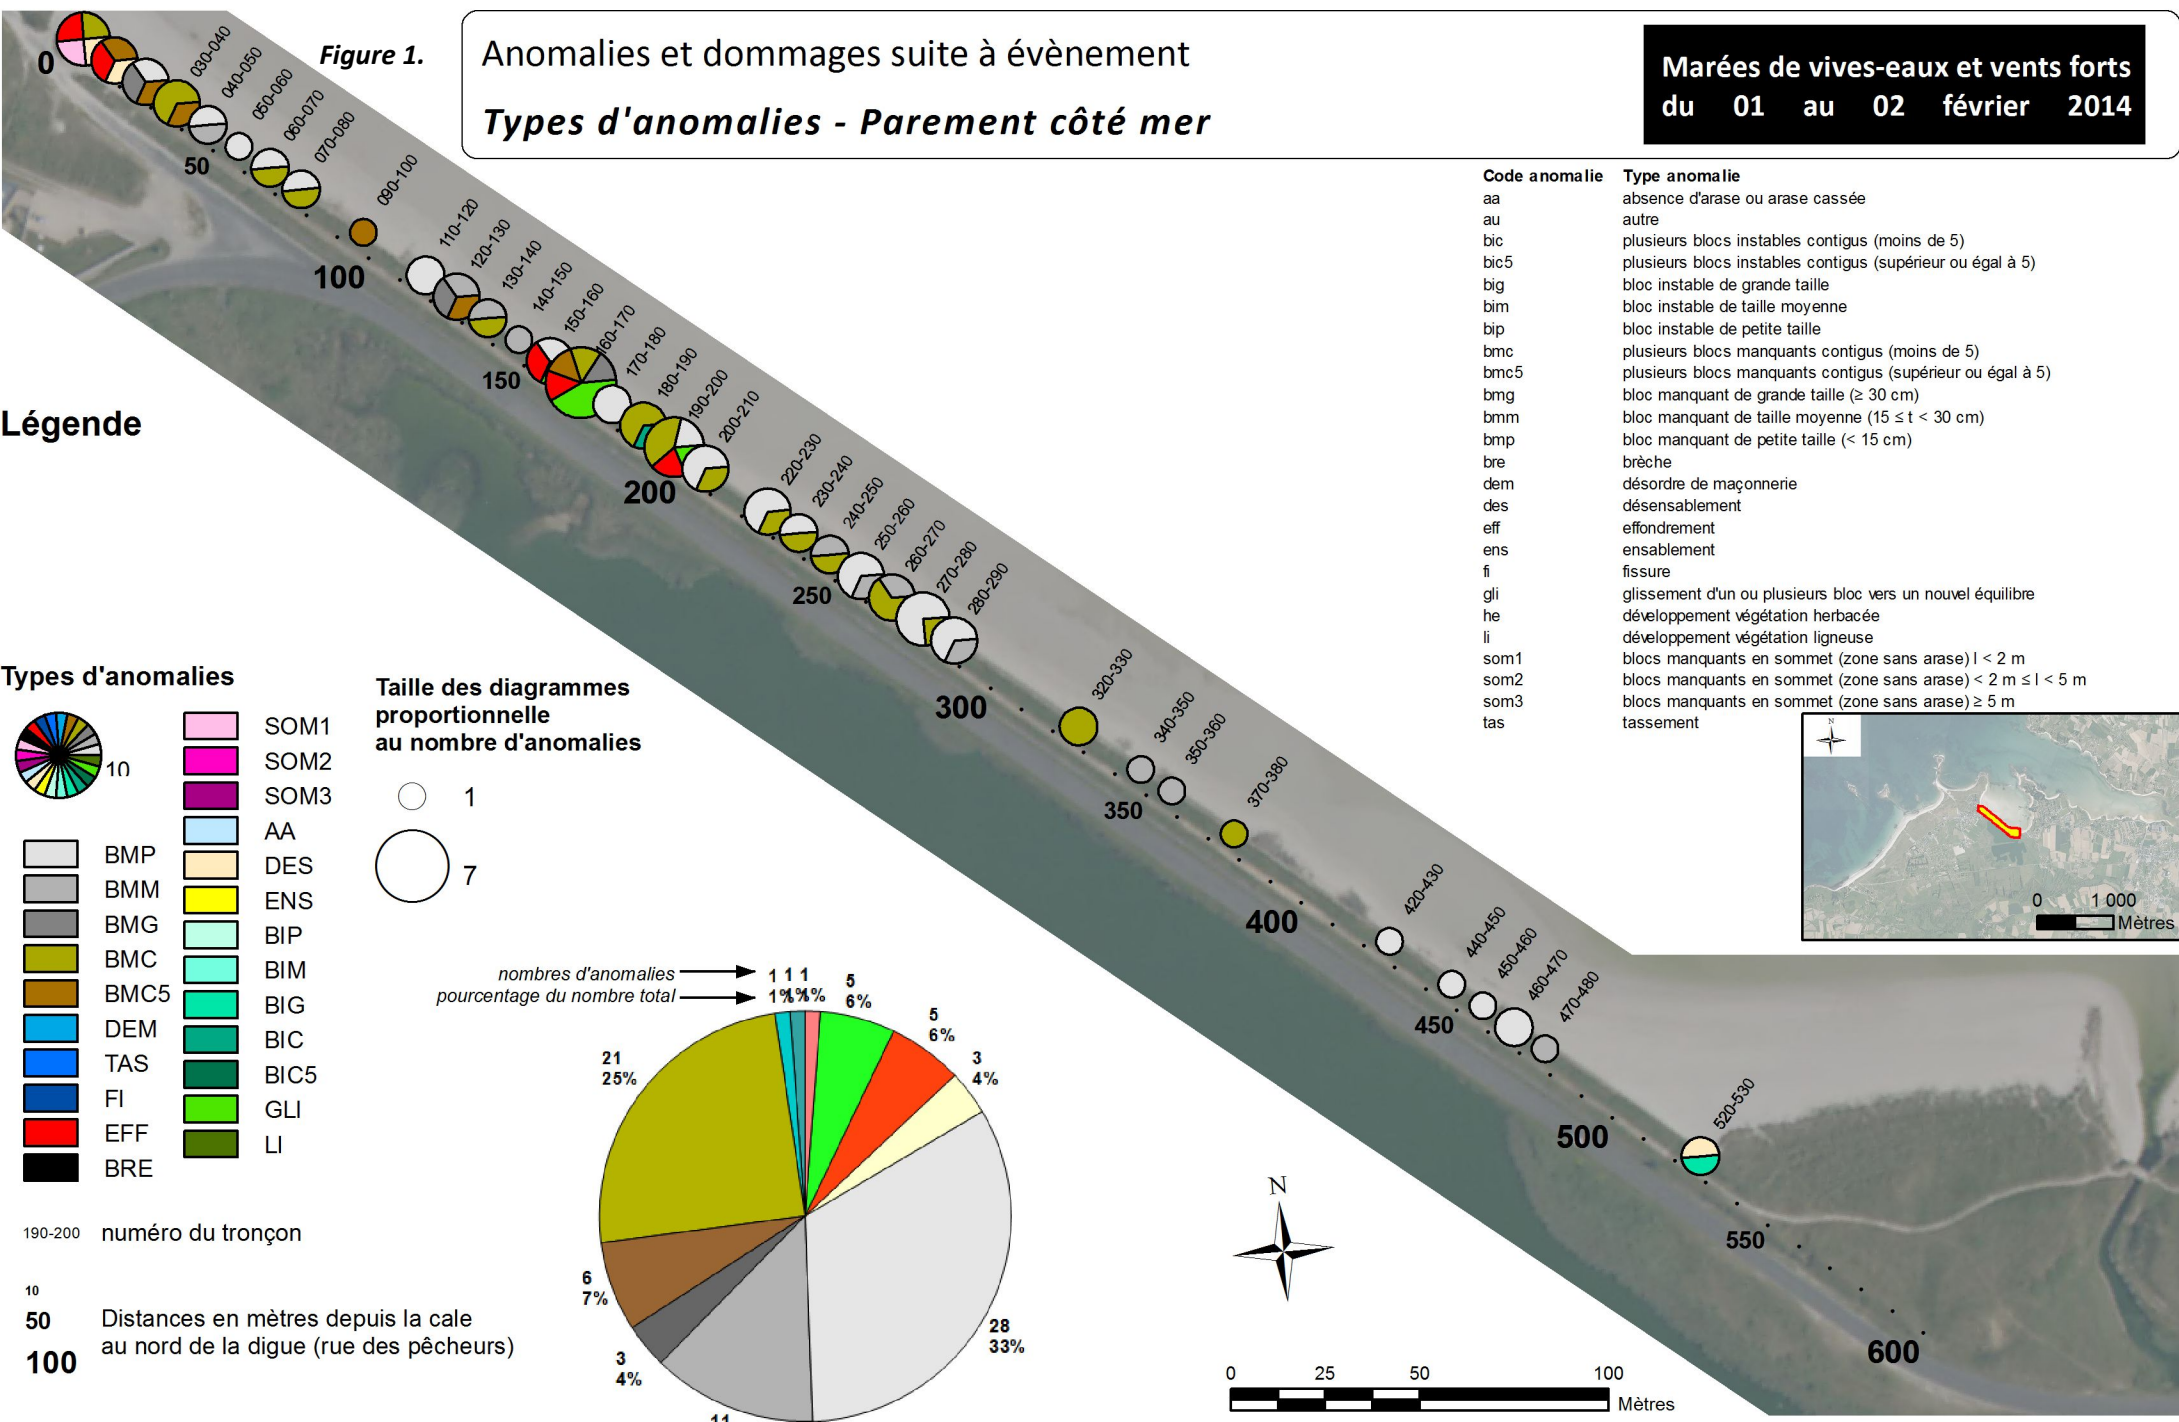 Figure 1.
Anomalies et dommages suite à évènement
Types d'anomalies - Parement côté mer
Marées de vives-eaux et vents forts
du 01 au 02 février 2014
Code anomalie Type anomalie
aa absence d'arase ou arase cassée
au autre
bic plusieurs blocs instables contigus (moins de 5)
bic5 plusieurs blocs instables contigus (supérieur ou égal à 5)
big bloc instable de grande taille
bim bloc instable de taille moyenne
bip bloc instable de petite taille
bmc plusieurs blocs manquants contigus (moins de 5)
bmc5 plusieurs blocs manquants contigus (supérieur ou égal à 5)
bmg bloc manquant de grande taille (≥ 30 cm)
bmm bloc manquant de taille moyenne (15 ≤ t < 30 cm)
bmp bloc manquant de petite taille (< 15 cm)
bre brèche
dem désordre de maçonnerie
des désensablement
eff effondrement
ens ensablement
fi fissure
gli glissement d'un ou plusieurs bloc vers un nouvel équilibre
he développement végétation herbacée
li développement végétation ligneuse
som1 blocs manquants en sommet (zone sans arase) l < 2 m
som2 blocs manquants en sommet (zone sans arase) < 2 m ≤ l < 5 m
som3 blocs manquants en sommet (zone sans arase) ≥ 5 m
tas tassement
0
50
100
150
200
250
300
350
400
450
500
550
600
030-040
040-050
050-060
060-070
070-080
090-100
110-120
120-130
130-140
140-150
150-160
160-170
170-180
180-190
190-200
200-210
220-230
230-240
240-250
250-260
260-270
270-280
280-290
320-330
340-350
350-360
370-380
420-430
440-450
450-460
460-470
470-480
520-530
Légende
Types d'anomalies
10
BMP
BMM
BMG
BMC
BMC5
DEM
TAS
FI
EFF
BRE
SOM1
SOM2
SOM3
AA
DES
ENS
BIP
BIM
BIG
BIC
BIC5
GLI
LI
Taille des diagrammes
proportionnelle
au nombre d'anomalies
1
7
190-200 numéro du tronçon
10
50
100
Distances en mètres depuis la cale
au nord de la digue (rue des pêcheurs)
nombres d'anomalies
pourcentage du nombre total
1 1 1
1% 1% 1%
5
6%
5
6%
3
4%
28
33%
11
3
4%
6
7%
21
25%
N
0 25 50 100
Mètres
N
0 1 000
Mètres